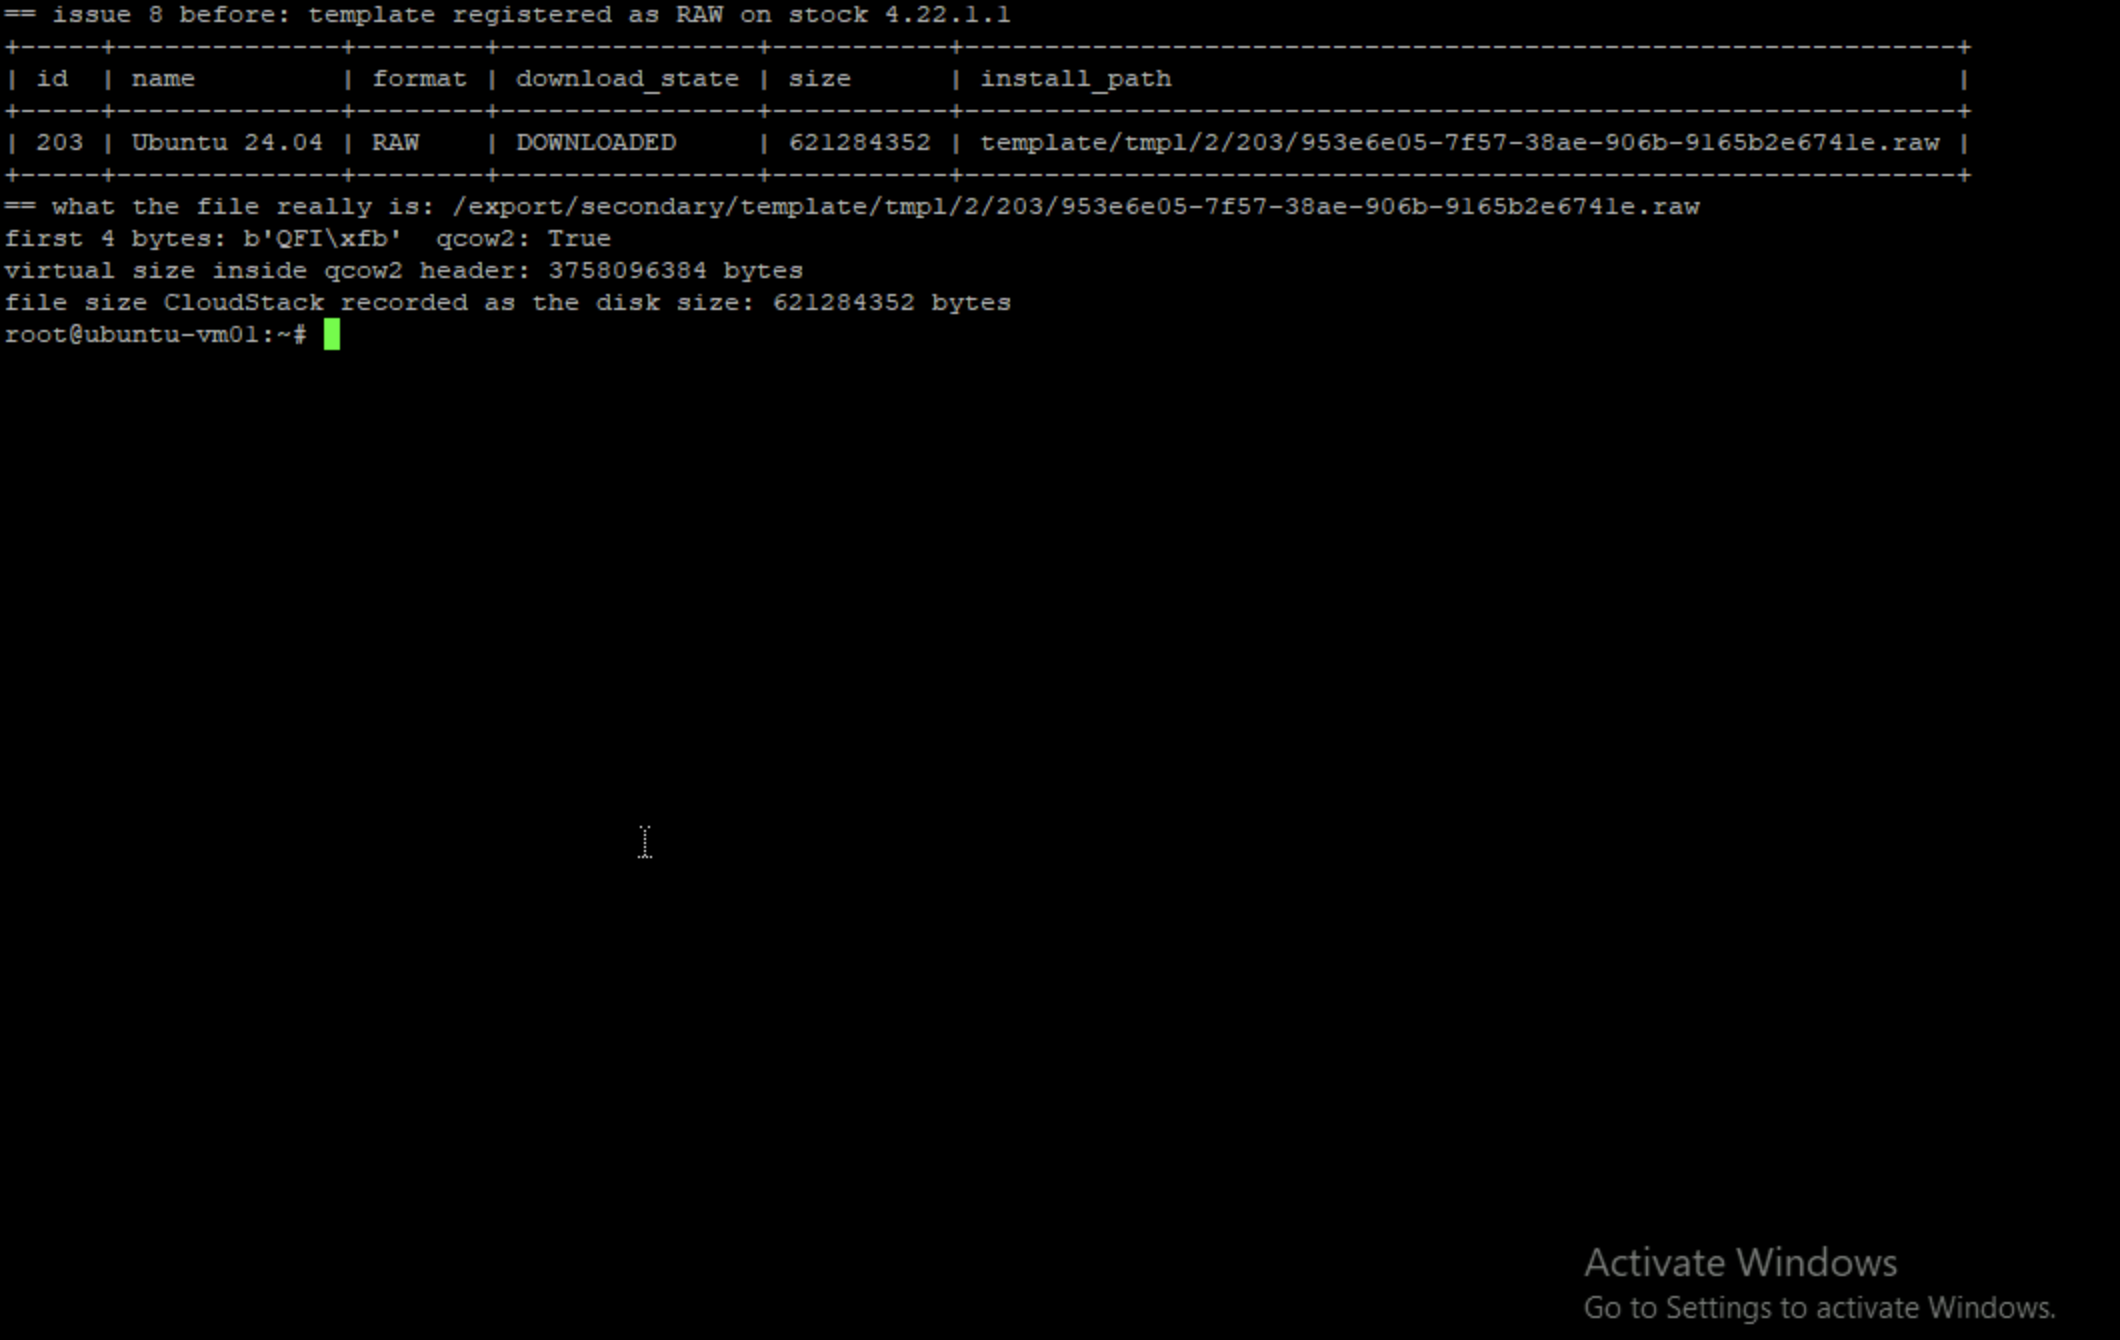 == issue 8 before: template registered as RAW on stock 4.22.1.1
+-----+--------------+--------+----------------+-----------+--------------------------------------------------------------+
| id  | name         | format | download_state | size      | install_path                                                 |
+-----+--------------+--------+----------------+-----------+--------------------------------------------------------------+
| 203 | Ubuntu 24.04 | RAW    | DOWNLOADED     | 621284352 | template/tmpl/2/203/953e6e05-7f57-38ae-906b-9165b2e6741e.raw |
+-----+--------------+--------+----------------+-----------+--------------------------------------------------------------+
== what the file really is: /export/secondary/template/tmpl/2/203/953e6e05-7f57-38ae-906b-9165b2e6741e.raw
first 4 bytes: b'QFI\xfb'  qcow2: True
virtual size inside qcow2 header: 3758096384 bytes
file size CloudStack recorded as the disk size: 621284352 bytes
root@ubuntu-vm01:~#
Activate Windows
Go to Settings to activate Windows.